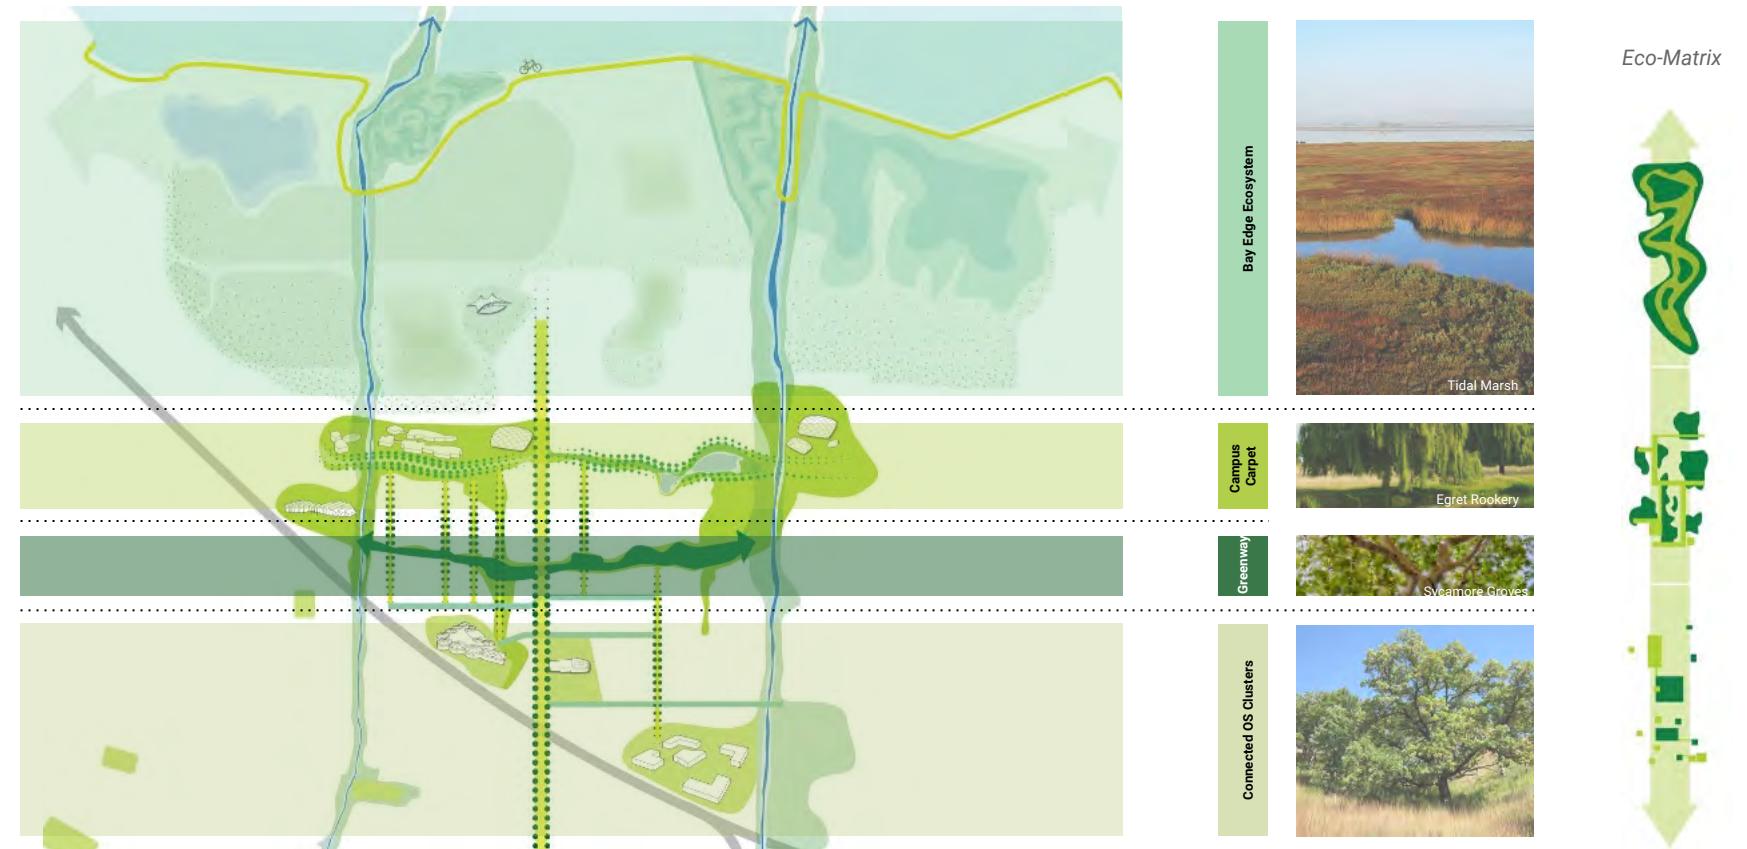 Eco-Matrix
Bay Edge Ecosystem
Tidal Marsh
Campus
Carpet
Egret Rookery
Greenway
Sycamore Groves
Connected OS Clusters